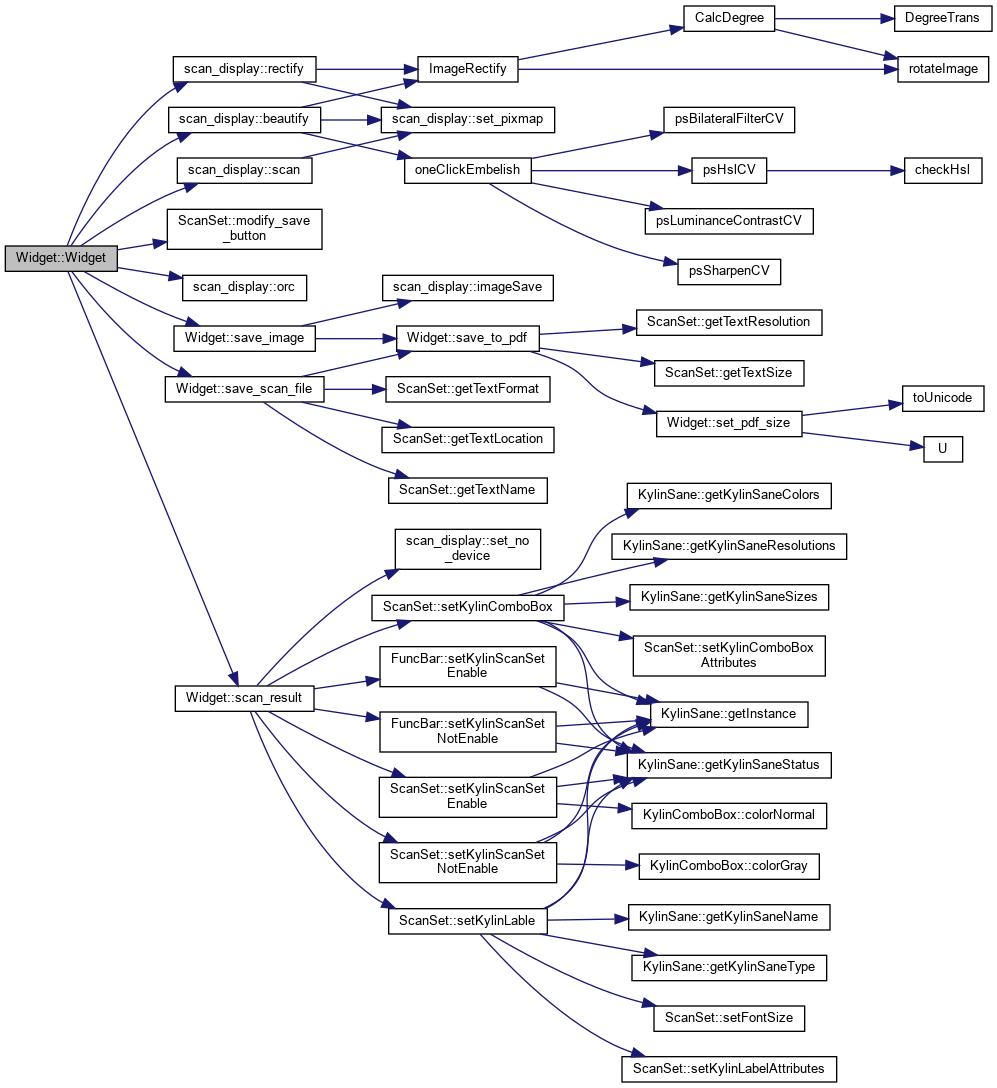 CalcDegree
DegreeTrans
scan_display::rectify
ImageRectify
rotateImage
scan_display::beautify
scan_display::set_pixmap
psBilateralFilterCV
scan_display::scan
oneClickEmbelish
psHslCV
checkHsl
ScanSet::modify_save
_button
psLuminanceContrastCV
Widget::Widget
psSharpenCV
scan_display::orc
scan_display::imageSave
Widget::save_image
Widget::save_to_pdf
ScanSet::getTextResolution
ScanSet::getTextSize
Widget::save_scan_file
ScanSet::getTextFormat
toUnicode
Widget::set_pdf_size
ScanSet::getTextLocation
U
ScanSet::getTextName
KylinSane::getKylinSaneColors
scan_display::set_no
_device
KylinSane::getKylinSaneResolutions
ScanSet::setKylinComboBox
KylinSane::getKylinSaneSizes
FuncBar::setKylinScanSet
Enable
ScanSet::setKylinComboBox
Attributes
Widget::scan_result
KylinSane::getInstance
FuncBar::setKylinScanSet
NotEnable
KylinSane::getKylinSaneStatus
ScanSet::setKylinScanSet
Enable
KylinComboBox::colorNormal
ScanSet::setKylinScanSet
NotEnable
KylinComboBox::colorGray
ScanSet::setKylinLable
KylinSane::getKylinSaneName
KylinSane::getKylinSaneType
ScanSet::setFontSize
ScanSet::setKylinLabelAttributes